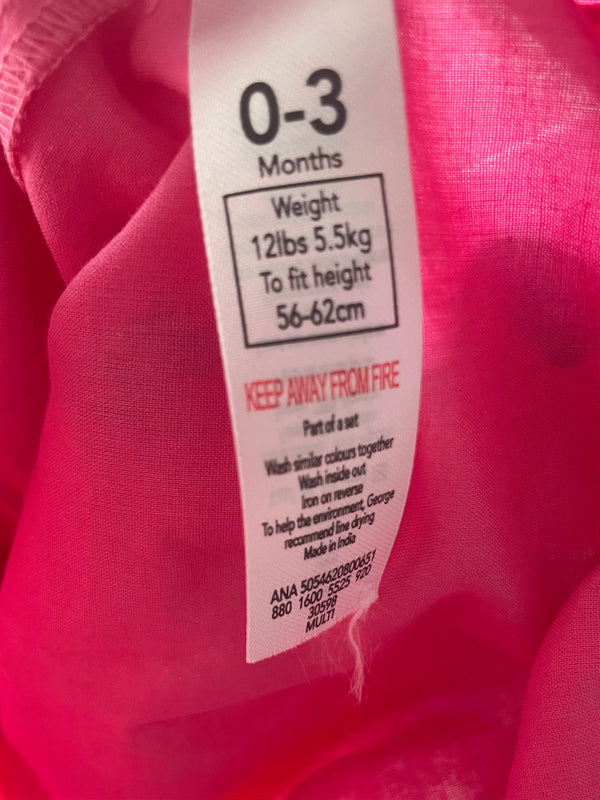 0-3
Months
Weight
12lbs 5.5kg
To fit height
56-62cm
KEEP AWAY FROM FIRE
Part of a set
Wash similar colours together
Wash inside out
Iron on reverse
To help the environment, George
recommend line drying
Made in India
ANA 5054620800651
880 1600 5525 920
30598
MULTI